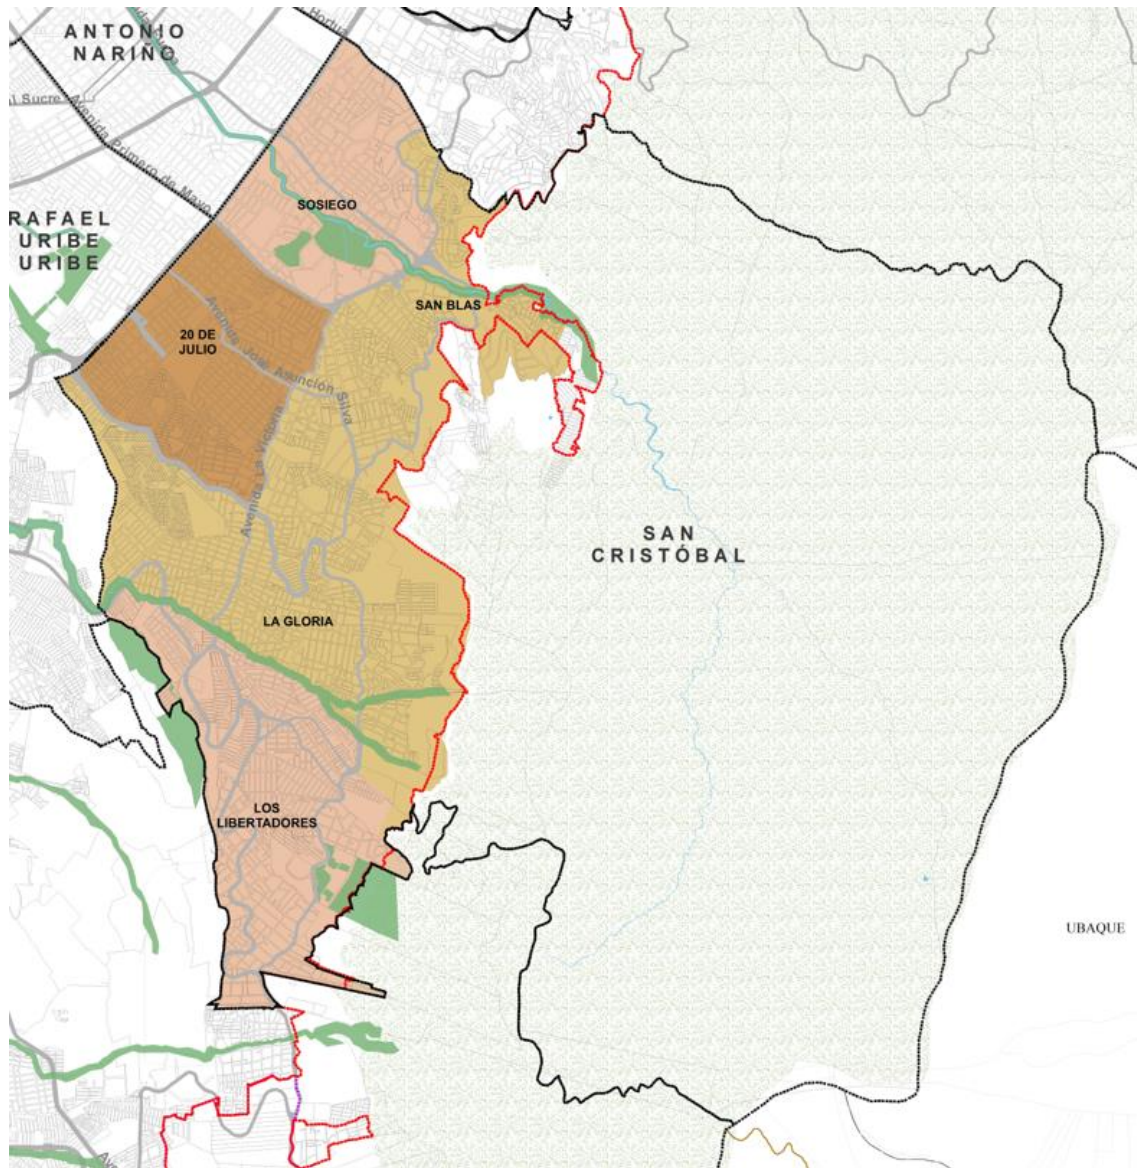 ANTONIO
NARIÑO
Sucre
Avenida Primero de Mayo
RAFAEL
URIBE
URIBE
SOSIEGO
SAN BLAS
20 DE
JULIO
Avenida José Asunción Silva
Avenida La Victoria
SAN
CRISTÓBAL
LA GLORIA
LOS
LIBERTADORES
UBAQUE